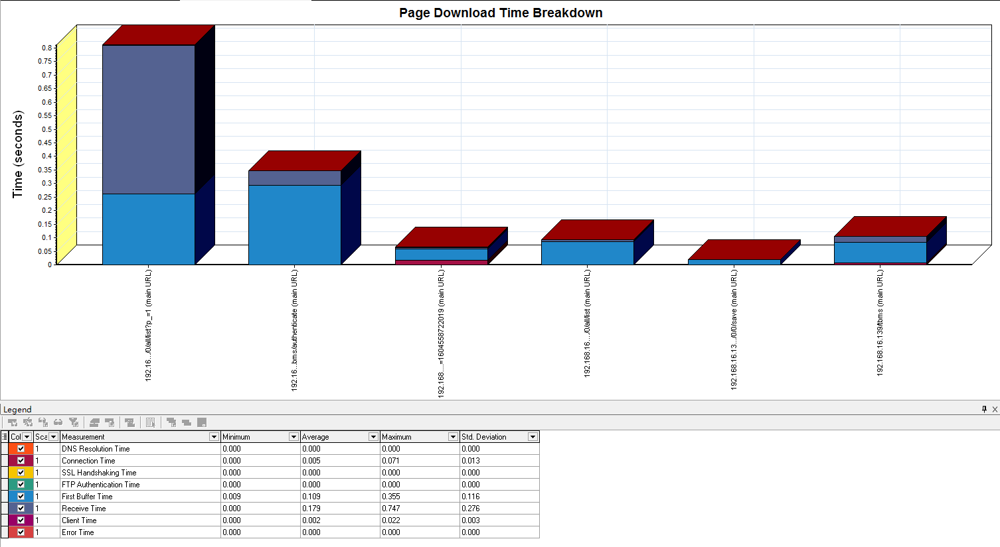 Page Download Time Breakdown
Time (seconds)
0.8
0.75
0.7
0.65
0.6
0.55
0.5
0.45
0.4
0.35
0.3
0.25
0.2
0.15
0.1
0.05
0
192.16.../0/all/list?p_=1 (main URL)
192.16...bms/authenticate (main URL)
192.168....=1604558722019 (main URL)
192.168.16..../0/all/list (main URL)
192.168.16.13.../0/0/save (main URL)
192.168.16.139/tbms (main URL)
Legend
Col Sca Measurement Minimum Average Maximum Std. Deviation
1 DNS Resolution Time 0.000 0.000 0.000 0.000
1 Connection Time 0.000 0.005 0.071 0.013
1 SSL Handshaking Time 0.000 0.000 0.000 0.000
1 FTP Authentication Time 0.000 0.000 0.000 0.000
1 First Buffer Time 0.009 0.109 0.355 0.116
1 Receive Time 0.000 0.179 0.747 0.276
1 Client Time 0.000 0.002 0.022 0.003
1 Error Time 0.000 0.000 0.000 0.000